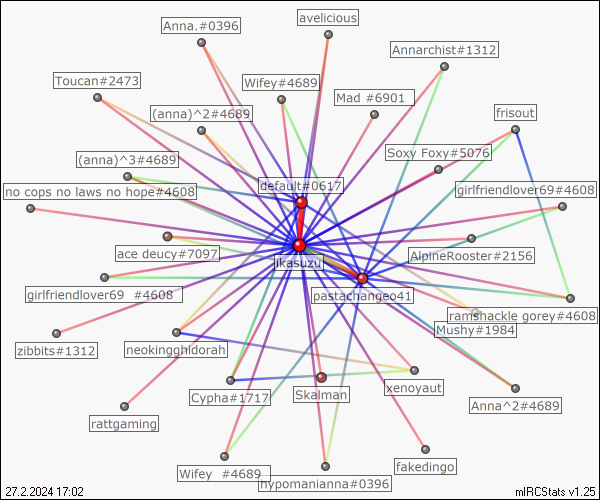 avelicious
Anna.#0396
Annarchist#1312
Toucan#2473
Wifey#4689
Mad #6901
(anna)^2#4689
frisout
Soxy Foxy#5076
(anna)^3#4689
default#0617
no cops no laws no hope#4608
girlfriendlover69#4608
ace deucy#7097
AlpineRooster#2156
ikasuzu
girlfriendlover69 #4608
pastachangeo41
ramshackle gorey#4608
Mushy#1984
zibbits#1312
neokingghidorah
xenoyaut
Cypha#1717
Skalman
Anna^2#4689
rattgaming
fakedingo
Wifey #4689
hypomanianna#0396
27.2.2024 17:02
mIRCStats v1.25